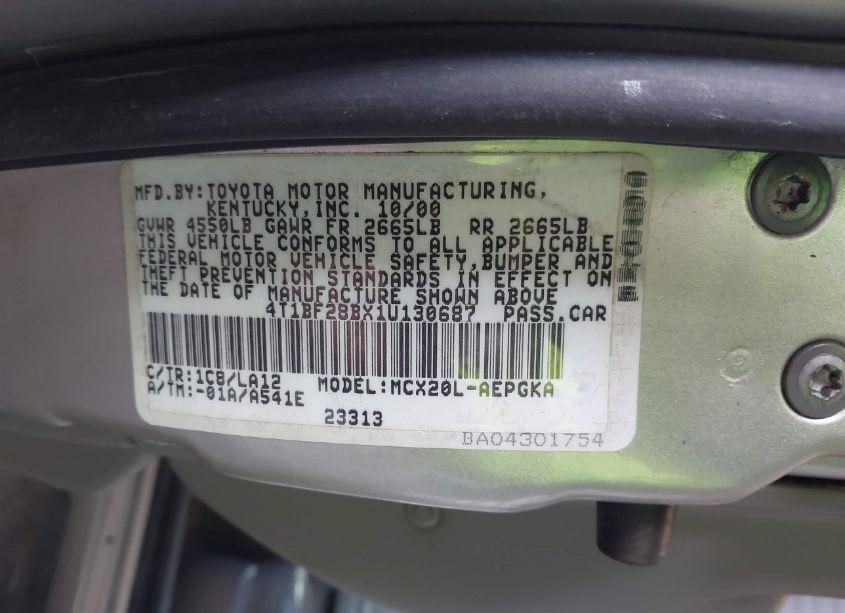 MFD.BY:TOYOTA MOTOR MANUFACTURING,
KENTUCKY,INC. 10/00
GVWR 4550LB GAWR FR 2665LB RR 2665LB
THIS VEHICLE CONFORMS TO ALL APPLICABLE
FEDERAL MOTOR VEHICLE SAFETY,BUMPER AND
THEFT PREVENTION STANDARDS IN EFFECT ON
THE DATE OF MANUFACTURE SHOWN ABOVE
4T1BF28BX1U130687 PASS.CAR
C/TR:1C8/LA12 MODEL:MCX20L-AEPGKA
A/TM:-01A/A541E
23313
BA04301754